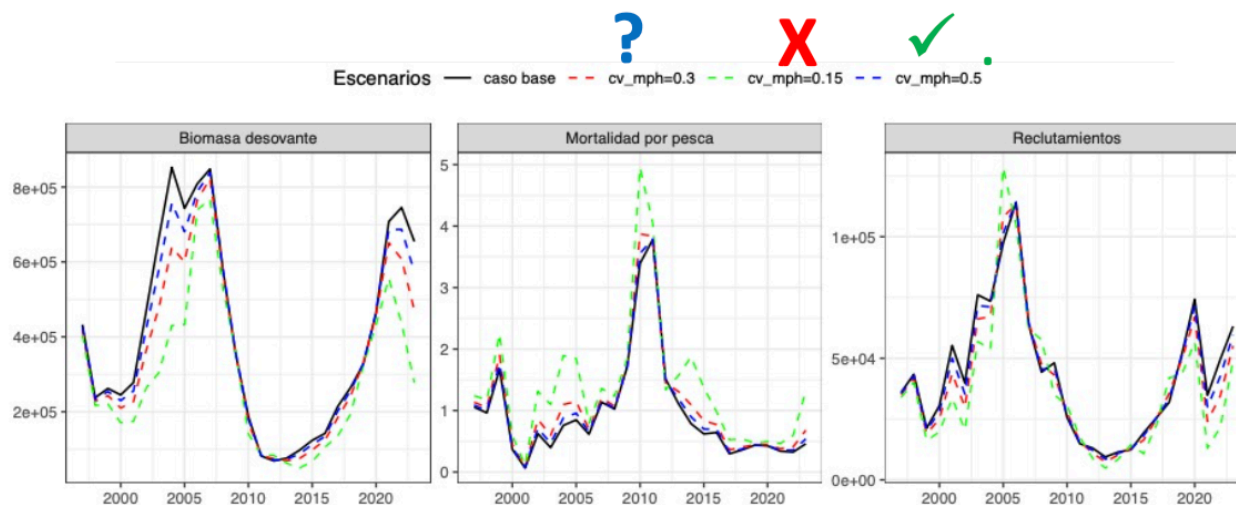 ? X ✓ .
Escenarios caso base cv_mph=0.3 cv_mph=0.15 cv_mph=0.5
Biomasa desovante
8e+05
6e+05
4e+05
2e+05
2000 2005 2010 2015 2020
Mortalidad por pesca
5
4
3
2
1
0
2000 2005 2010 2015 2020
Reclutamientos
1e+05
5e+04
0e+00
2000 2005 2010 2015 2020